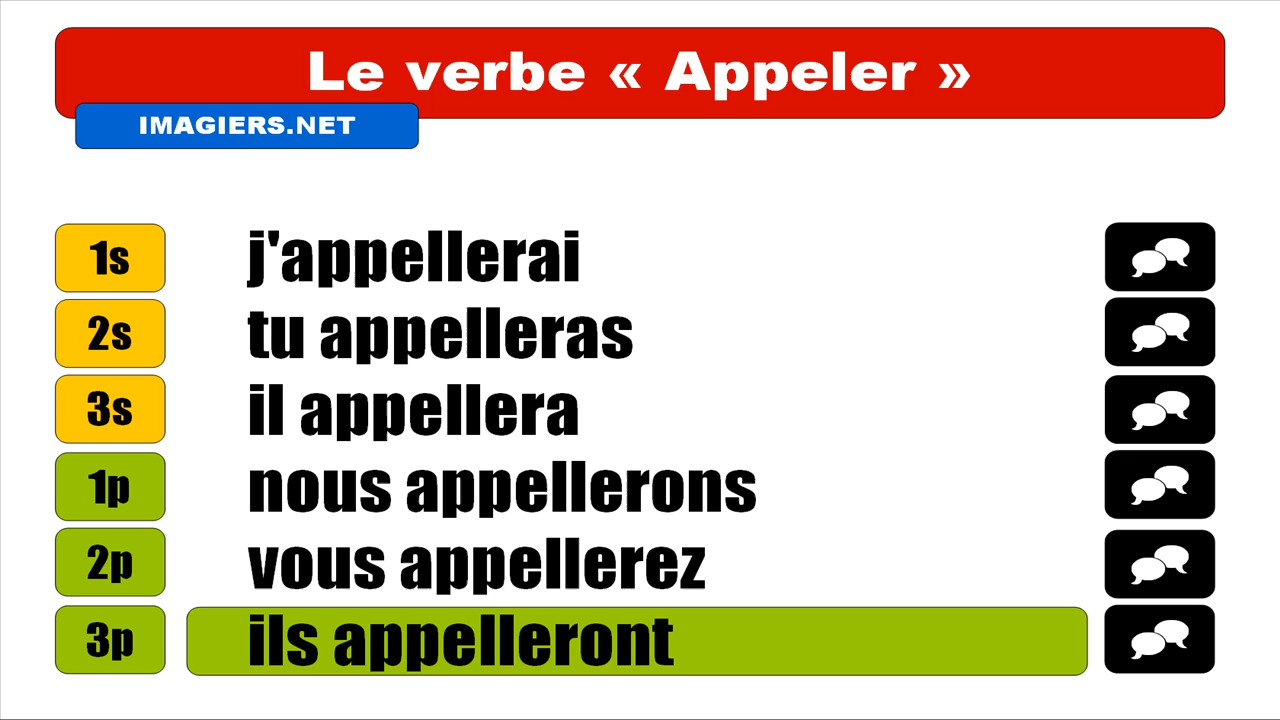 Le verbe « Appeler »
IMAGIERS.NET
1s j'appellerai
2s tu appelleras
3s il appellera
1p nous appellerons
2p vous appellerez
3p ils appelleront